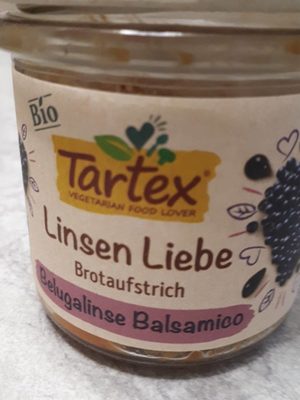 Bio
Tartex
VEGETARIAN FOOD LOVER
Linsen Liebe
Brotaufstrich
Belugalinse Balsamico